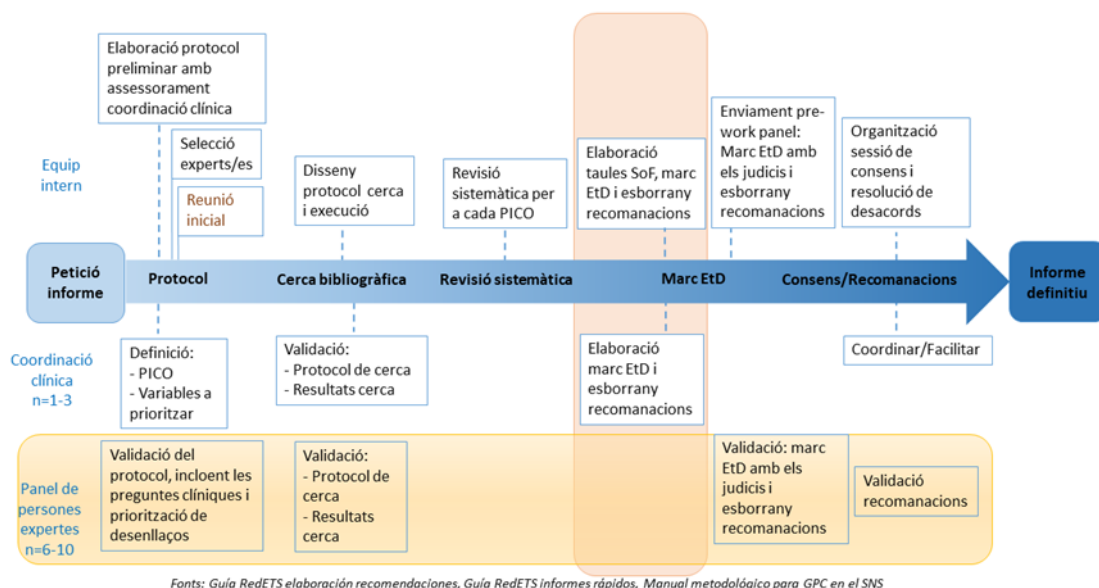 Elaboració protocol
preliminar amb
assessorament
coordinació clínica
Equip
intern
Selecció
experts/es
Reunió
inicial
Disseny
protocol cerca
i execució
Revisió
sistemàtica per
a cada PICO
Elaboració
taules SoF, marc
EtD i esborrany
recomanacions
Enviament pre-
work panel:
Marc EtD amb
els judicis i
esborrany
recomanacions
Organització
sessió de
consens i
resolució de
desacords
Petició
informe
Protocol
Cerca bibliogràfica
Revisió sistemàtica
Marc EtD
Consens/Recomanacions
Informe
definitiu
Coordinació
clínica
n=1-3
Definició:
- PICO
- Variables a
prioritzar
Validació:
- Protocol de cerca
- Resultats cerca
Elaboració
marc EtD i
esborrany
recomanacions
Coordinar/Facilitar
Panel de
persones
expertes
n=6-10
Validació del
protocol, incloent les
preguntes clíniques i
priorització de
desenllaços
Validació:
- Protocol de
cerca
- Resultats
cerca
Validació: marc
EtD amb els
judicis i
esborrany
recomanacions
Validació
recomanacions
Fonts: Guía RedETS elaboración recomendaciones, Guía RedETS informes rápidos, Manual metodológico para GPC en el SNS